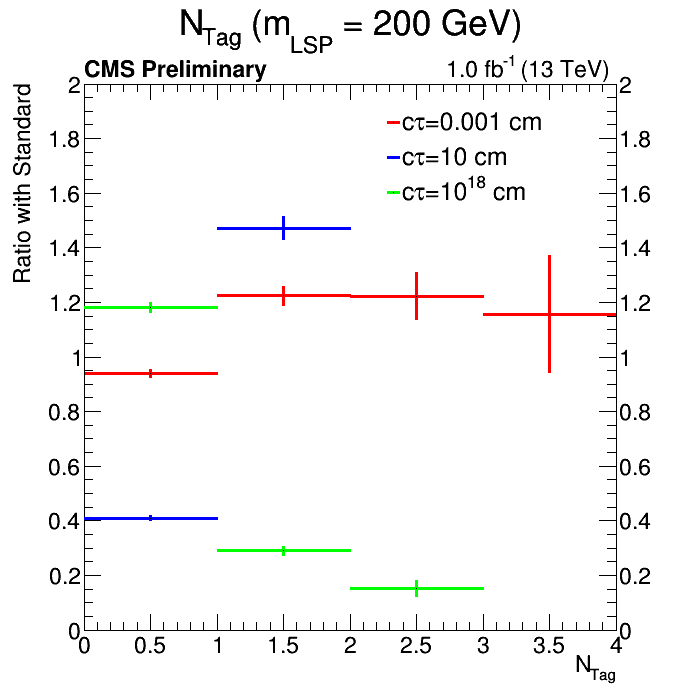 N_Tag (m_LSP = 200 GeV)
CMS Preliminary 1.0 fb^-1 (13 TeV)
Ratio with Standard
cτ=0.001 cm
cτ=10 cm
cτ=10^18 cm
2 2
1.8 1.8
1.6 1.6
1.4 1.4
1.2 1.2
1 1
0.8 0.8
0.6 0.6
0.4 0.4
0.2 0.2
0 0
0 0.5 1 1.5 2 2.5 3 3.5 4
N_Tag